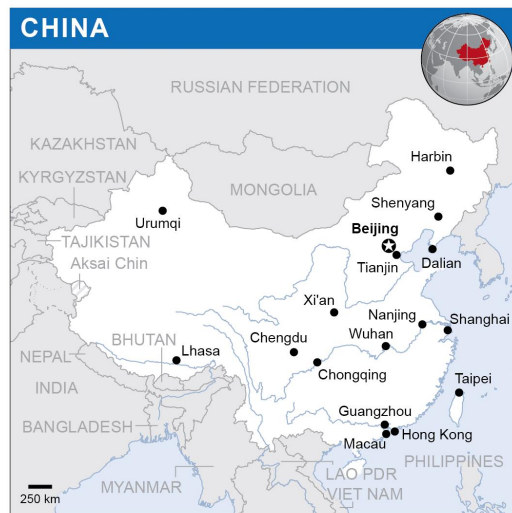 CHINA
RUSSIAN FEDERATION
KAZAKHSTAN
Harbin
KYRGYZSTAN
MONGOLIA
Shenyang
Urumqi
Beijing
TAJIKISTAN
Tianjin
Dalian
Aksai Chin
Xi'an
Nanjing
Shanghai
Wuhan
Chengdu
BHUTAN
Lhasa
NEPAL
Chongqing
Taipei
INDIA
Guangzhou
BANGLADESH
Hong Kong
Macau
PHILIPPINES
LAO PDR
MYANMAR
VIET NAM
250 km